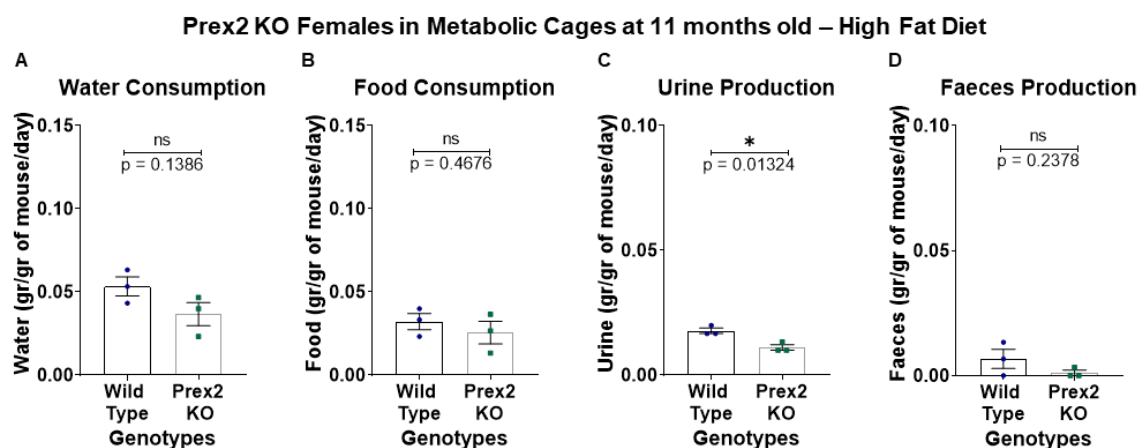 Prex2 KO Females in Metabolic Cages at 11 months old – High Fat Diet
A
Water Consumption
Water (gr/gr of mouse/day)
0.15
0.10
0.05
0.00
ns
p = 0.1386
Wild Type
Prex2 KO
Genotypes
B
Food Consumption
Food (gr/gr of mouse/day)
0.15
0.10
0.05
0.00
ns
p = 0.4676
Wild Type
Prex2 KO
Genotypes
C
Urine Production
Urine (gr/gr of mouse/day)
0.10
0.05
0.00
*
p = 0.01324
Wild Type
Prex2 KO
Genotypes
D
Faeces Production
Faeces (gr/gr of mouse/day)
0.10
0.05
0.00
ns
p = 0.2378
Wild Type
Prex2 KO
Genotypes